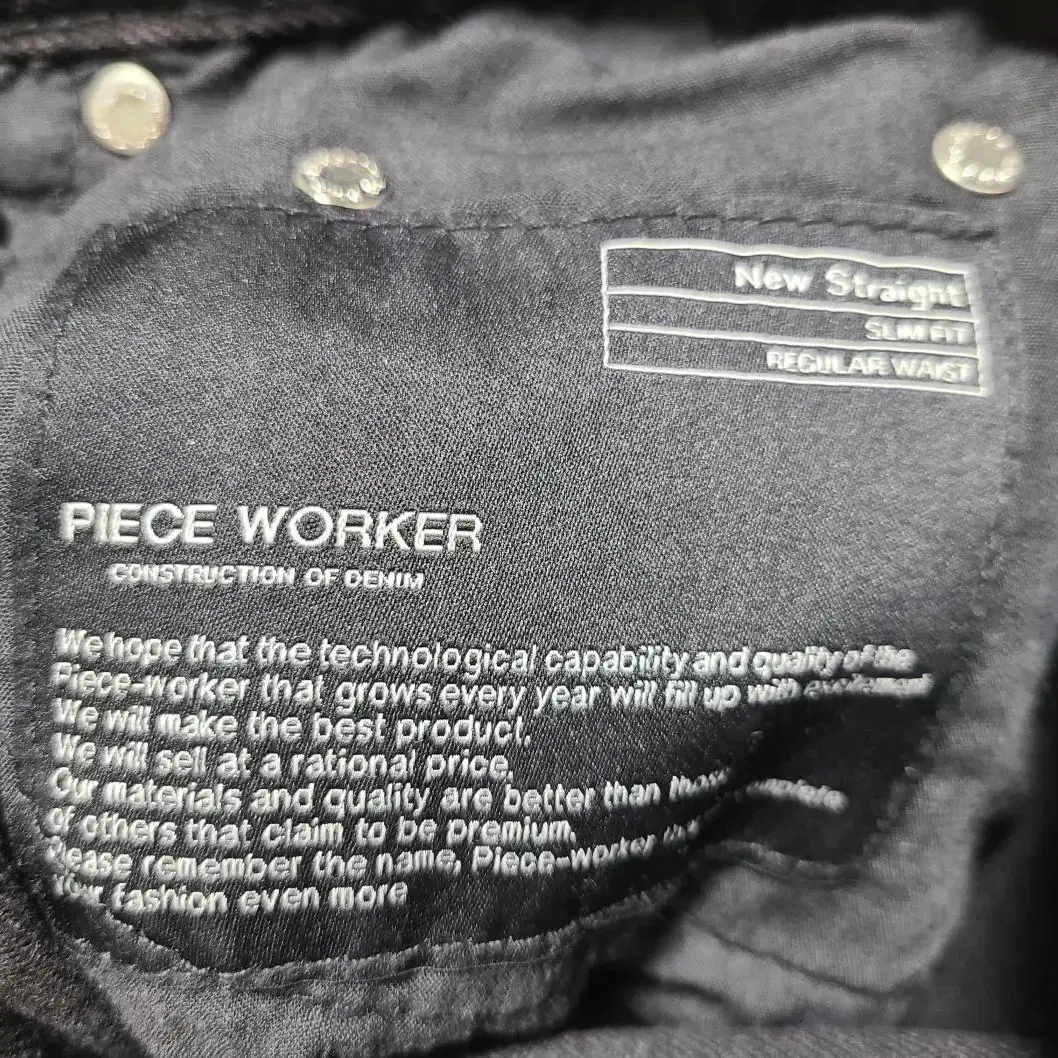 New Straight
SLIM FIT
REGULAR WAIST
PIECE WORKER
CONSTRUCTION OF DENIM
We hope that the technological capability and quality of the
Piece-worker that grows every year will fill up with excitement
We will make the best product.
We will sell at a rational price.
Our materials and quality are better than those
of others that claim to be premium.
Please remember the name, Piece-worker
your fashion even more